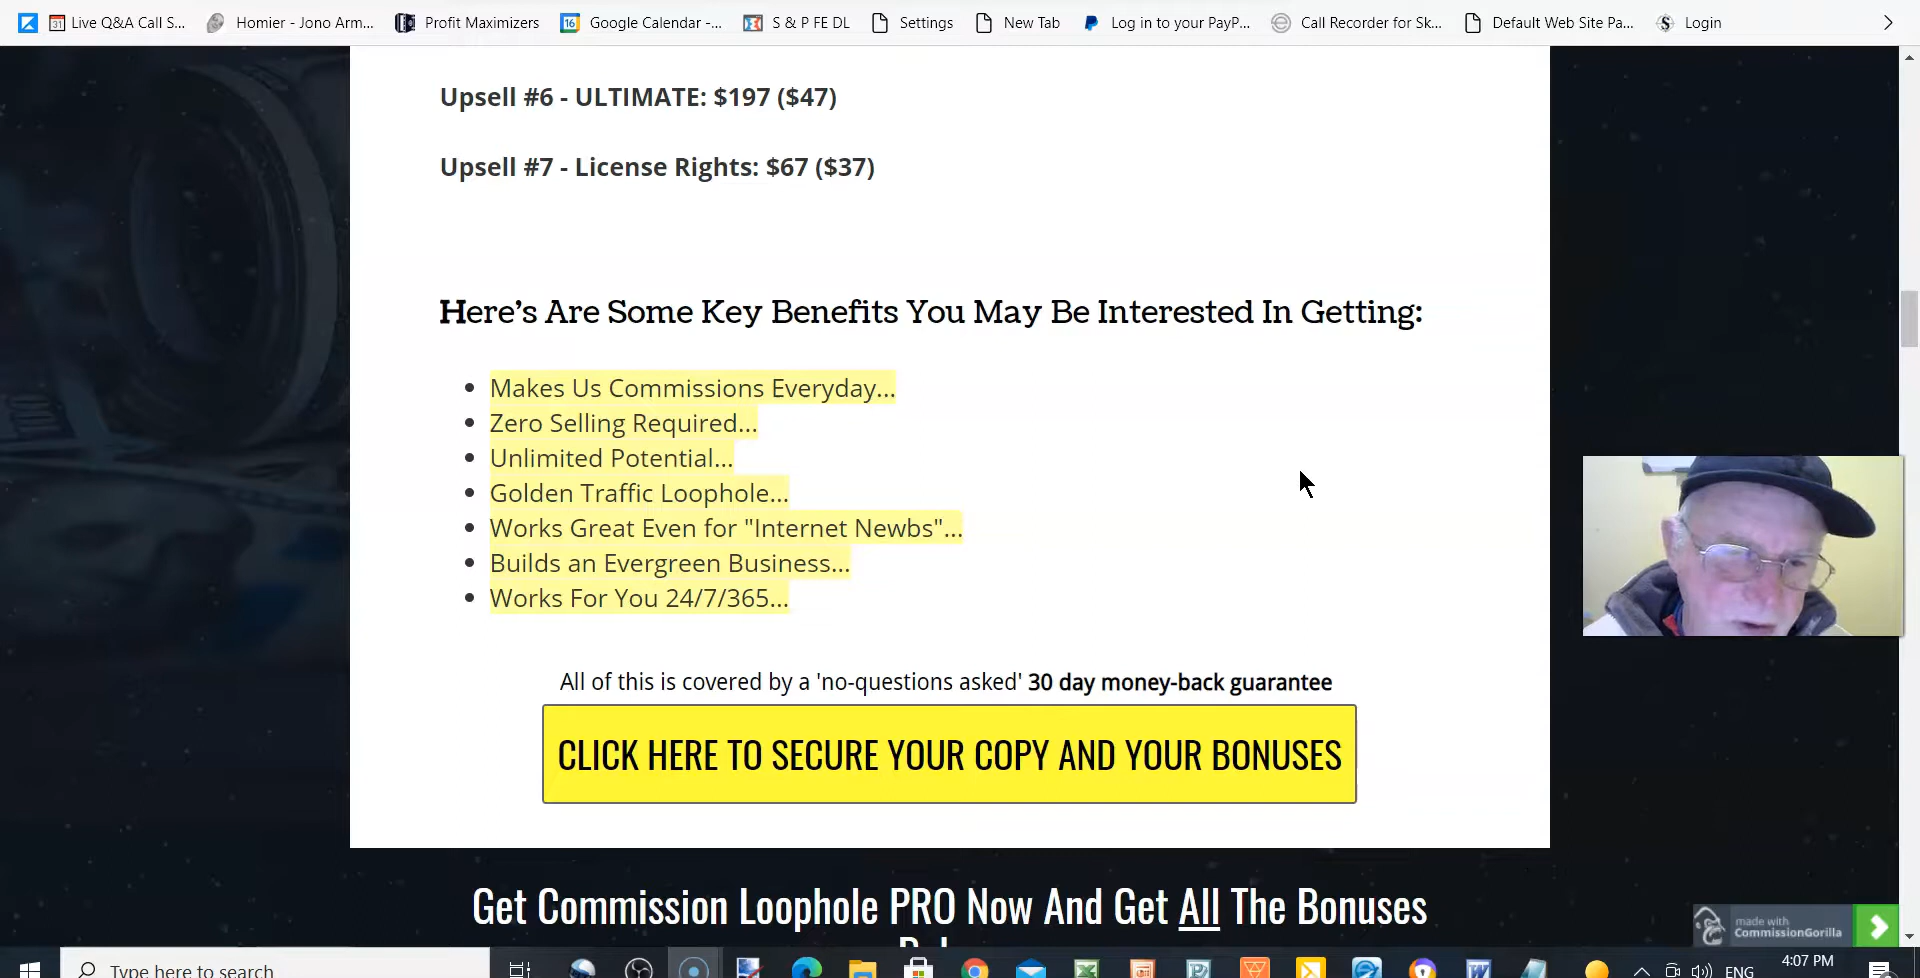 Live Q&A Call S... Homier - Jono Arm... Profit Maximizers Google Calendar -... S & P FE DL Settings New Tab Log in to your PayP... Call Recorder for Sk... Default Web Site Pa... Login
Upsell #6 - ULTIMATE: $197 ($47)
Upsell #7 - License Rights: $67 ($37)
Here's Are Some Key Benefits You May Be Interested In Getting:
Makes Us Commissions Everyday...
Zero Selling Required...
Unlimited Potential...
Golden Traffic Loophole...
Works Great Even for "Internet Newbs"...
Builds an Evergreen Business...
Works For You 24/7/365...
All of this is covered by a 'no-questions asked' 30 day money-back guarantee
CLICK HERE TO SECURE YOUR COPY AND YOUR BONUSES
Get Commission Loophole PRO Now And Get All The Bonuses
made with
CommissionGorilla
Type here to search
ENG
4:07 PM